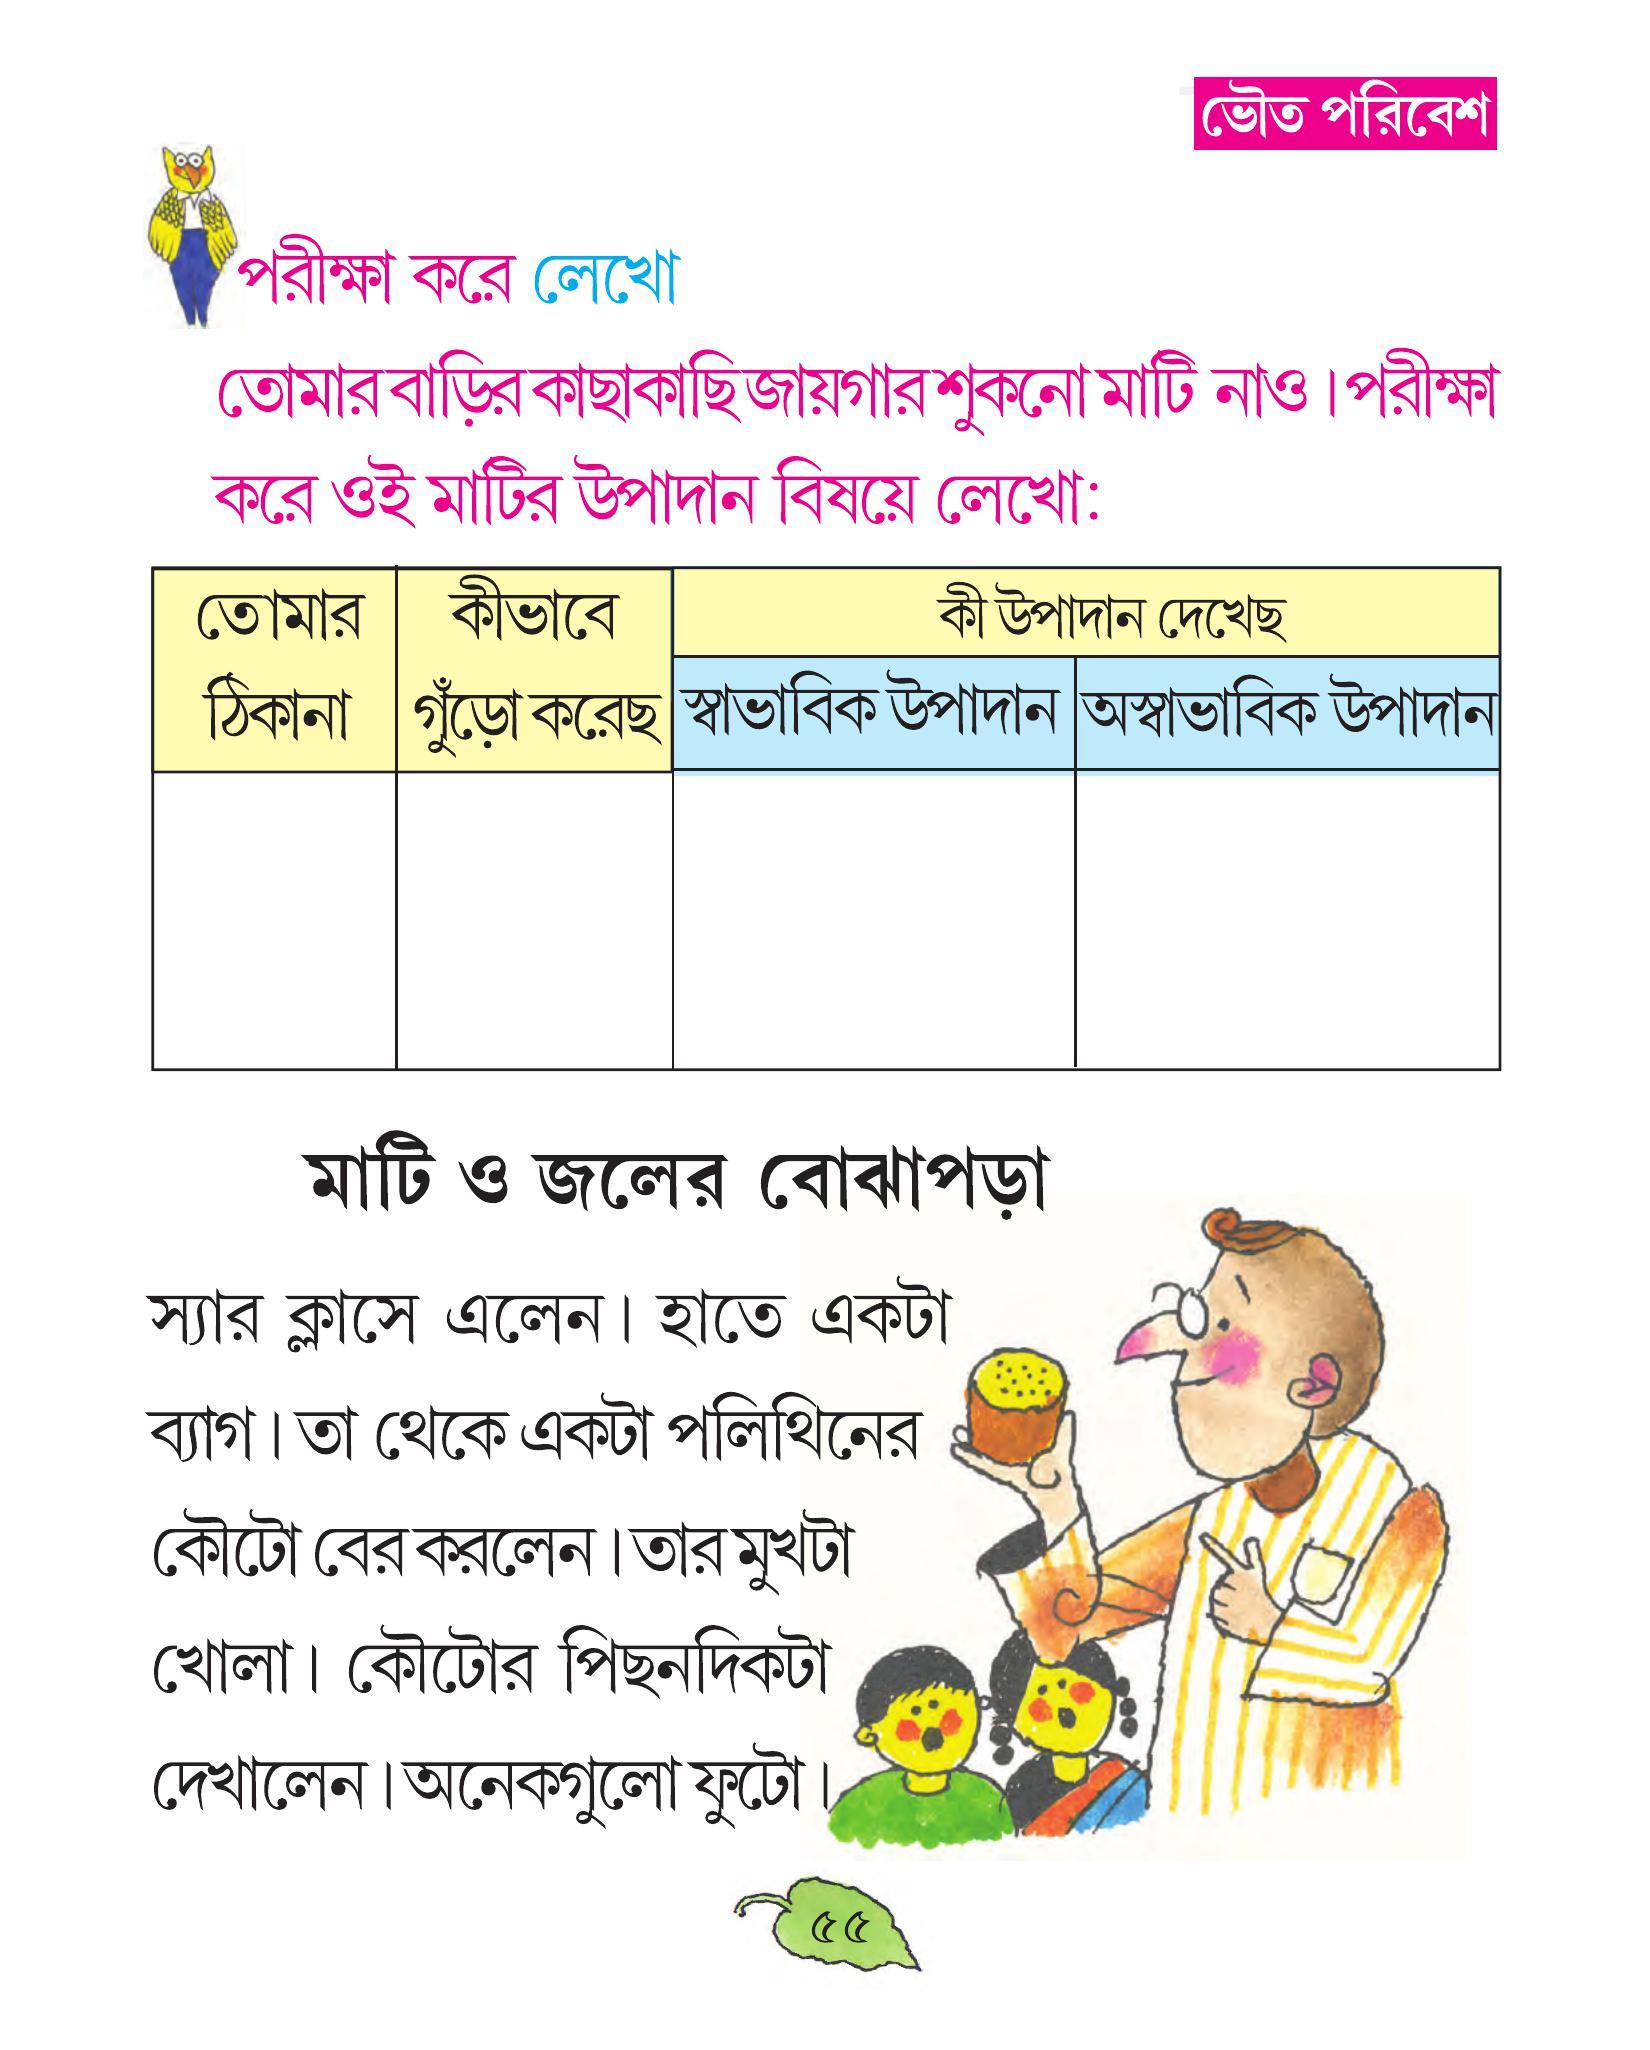 ভৌত পরিবেশ
পরীক্ষা করে লেখো
তোমার বাড়ির কাছাকাছি জায়গার শুকনো মাটি নাও। পরীক্ষা
করে ওই মাটির উপাদান বিষয়ে লেখো:
তোমার
ঠিকানা
কীভাবে
গুঁড়ো করেছ
কী উপাদান দেখেছ
স্বাভাবিক উপাদান
অস্বাভাবিক উপাদান
মাটি ও জলের বোঝাপড়া
স্যার ক্লাসে এলেন। হাতে একটা
ব্যাগ। তা থেকে একটা পলিথিনের
কৌটো বের করলেন। তার মুখটা
খোলা। কৌটোর পিছনদিকটা
দেখালেন। অনেকগুলো ফুটো।
৫৫